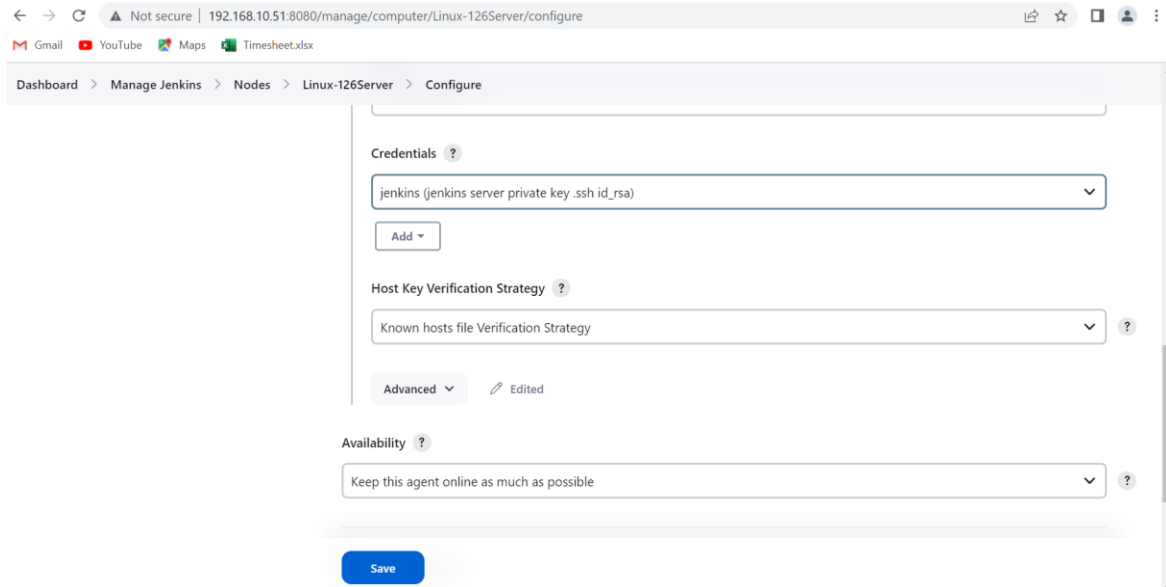 Not secure | 192.168.10.51:8080/manage/computer/Linux-126Server/configure
Gmail YouTube Maps Timesheet.xlsx
Dashboard > Manage Jenkins > Nodes > Linux-126Server > Configure
Credentials ?
jenkins (jenkins server private key .ssh id_rsa)
Add
Host Key Verification Strategy ?
Known hosts file Verification Strategy
?
Advanced Edited
Availability ?
Keep this agent online as much as possible
?
Save